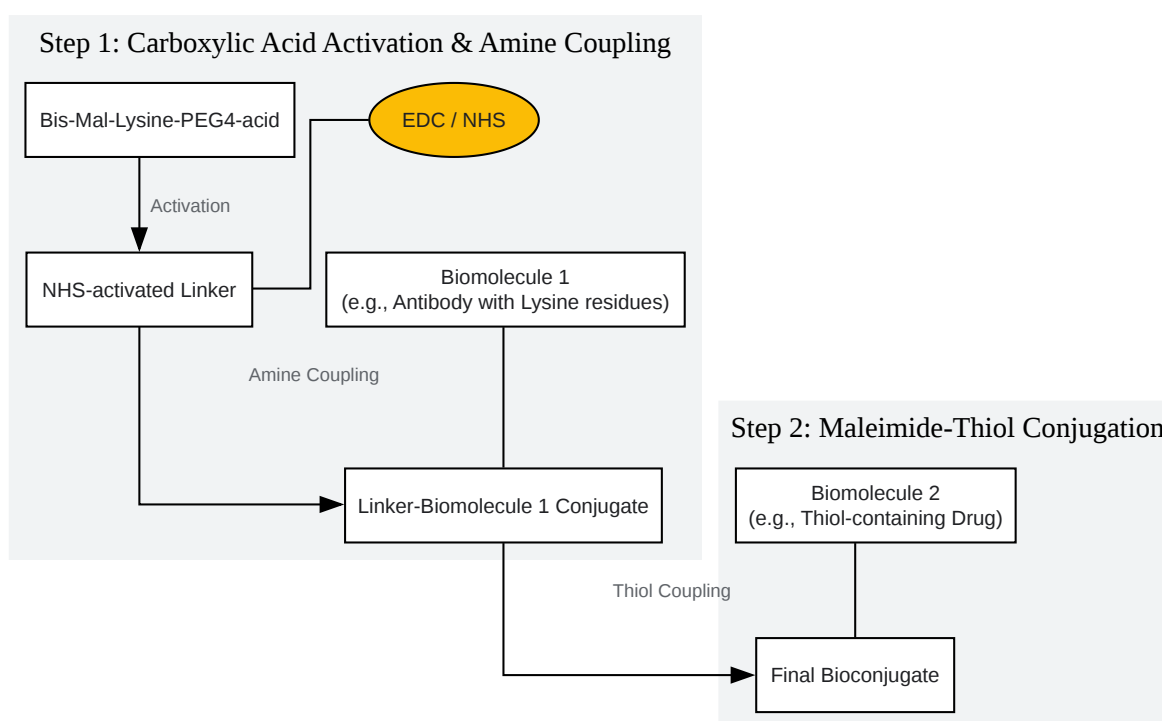 Step 1: Carboxylic Acid Activation & Amine Coupling
Bis-Mal-Lysine-PEG4-acid
EDC / NHS
Activation
NHS-activated Linker
Biomolecule 1
(e.g., Antibody with Lysine residues)
Amine Coupling
Linker-Biomolecule 1 Conjugate
Step 2: Maleimide-Thiol Conjugation
Biomolecule 2
(e.g., Thiol-containing Drug)
Thiol Coupling
Final Bioconjugate